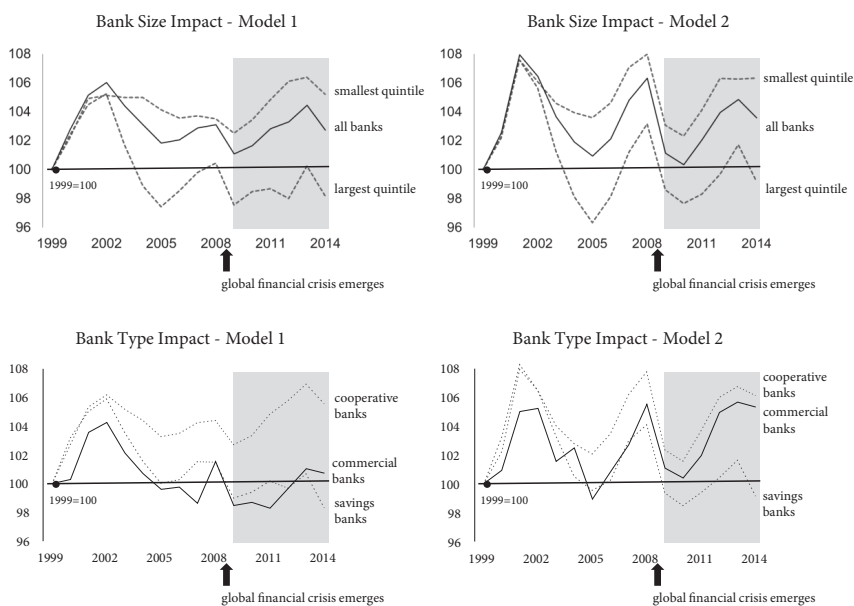 Bank Size Impact - Model 1
108
106
104
102
100
98
96
1999=100
smallest quintile
all banks
largest quintile
1999
2002
2005
2008
2011
2014
global financial crisis emerges
Bank Size Impact - Model 2
108
106
104
102
100
98
96
1999=100
smallest quintile
all banks
largest quintile
1999
2002
2005
2008
2011
2014
global financial crisis emerges
Bank Type Impact - Model 1
108
106
104
102
100
98
96
1999=100
cooperative
banks
commercial
banks
savings
banks
1999
2002
2005
2008
2011
2014
global financial crisis emerges
Bank Type Impact - Model 2
108
106
104
102
100
98
96
1999=100
cooperative
banks
commercial
banks
savings
banks
1999
2002
2005
2008
2011
2014
global financial crisis emerges